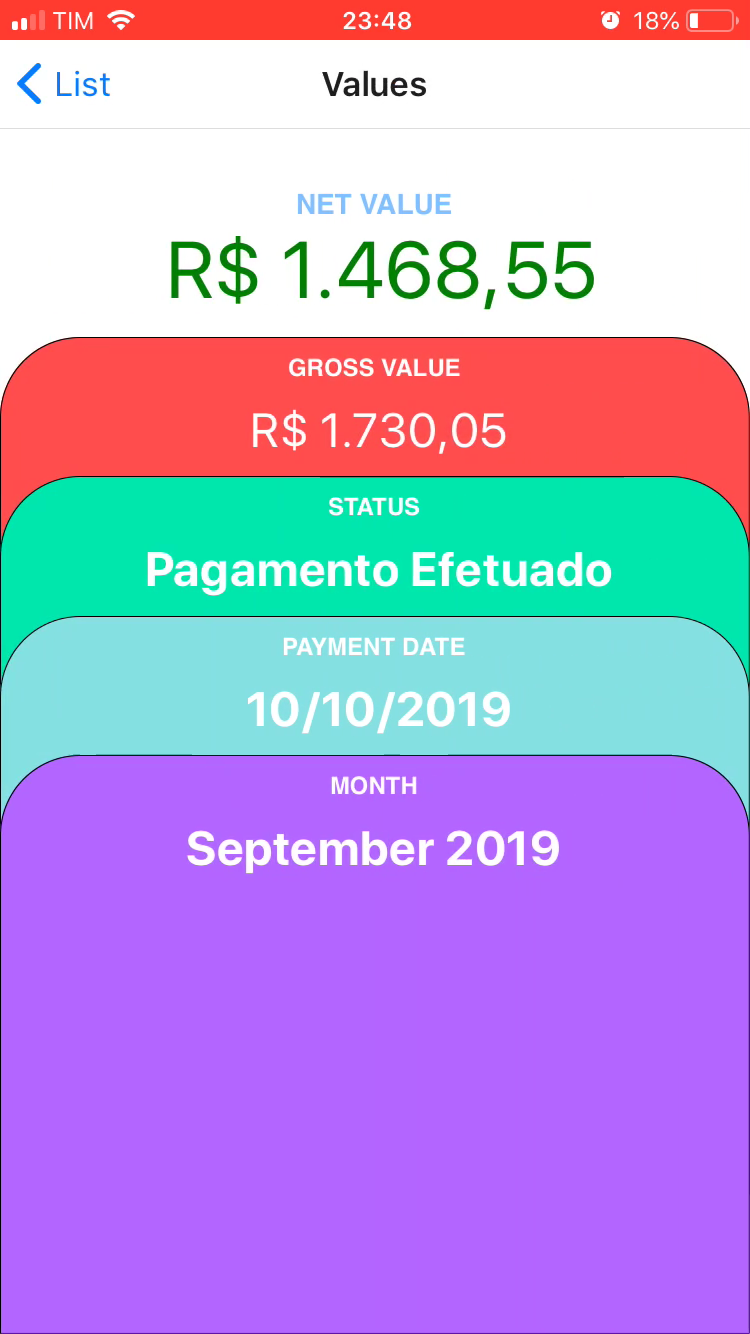 TIM 23:48 18%
List Values
NET VALUE
R$ 1.468,55
GROSS VALUE
R$ 1.730,05
STATUS
Pagamento Efetuado
PAYMENT DATE
10/10/2019
MONTH
September 2019